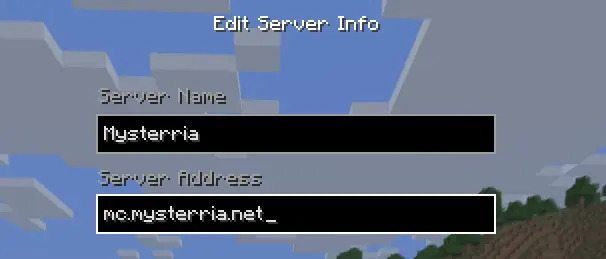 Edit Server Info
Server Name
Mysterria
Server Address
mc.mysterria.net_